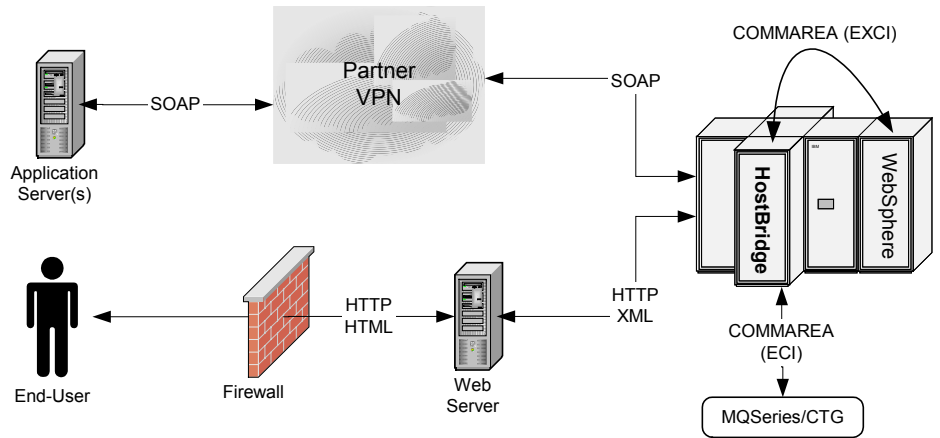 COMMAREA (EXCI)
Partner
VPN
SOAP
SOAP
Application
Server(s)
IBM
HostBridge
WebSphere
HTTP
HTML
HTTP
XML
COMMAREA
(ECI)
End-User
Firewall
Web
Server
MQSeries/CTG